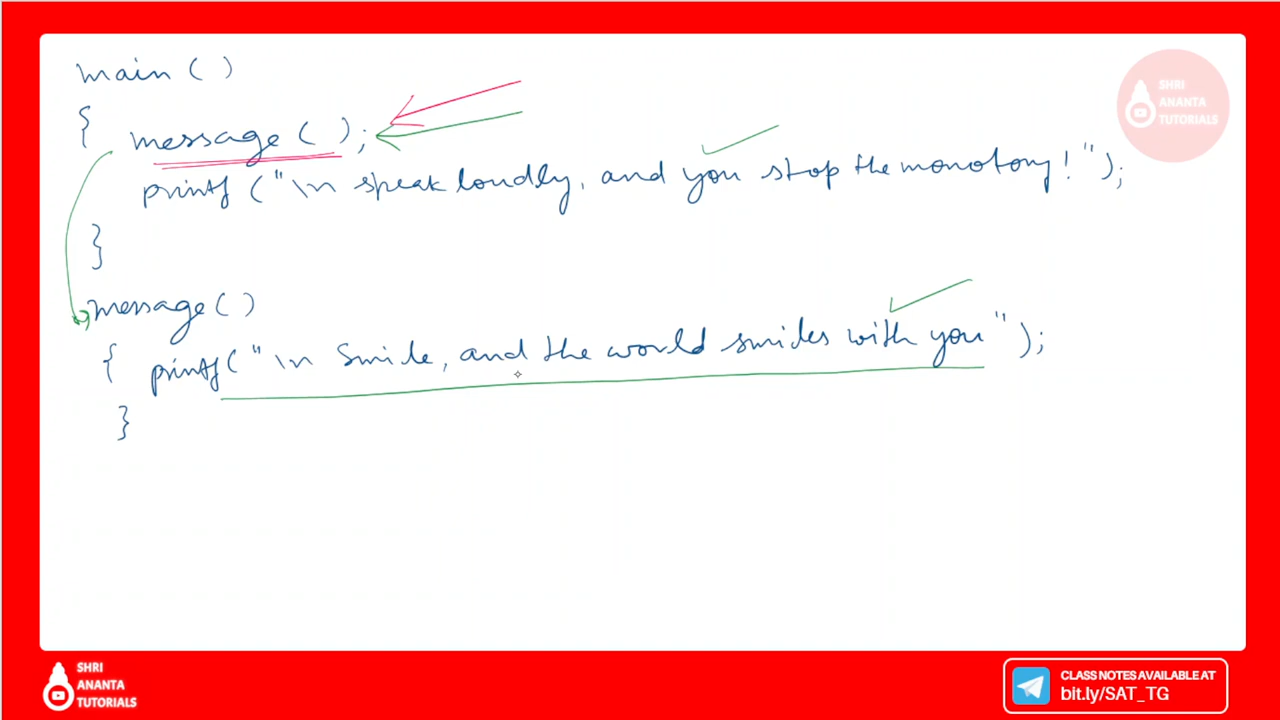 main ( )
{ message ( );
printf ("\n speak loudly, and you stop the monotony!");
}
message ( )
{ printf ("\n Smile, and the world smiles with you");
}
SHRI
ANANTA
TUTORIALS
SHRI
ANANTA
TUTORIALS
CLASS NOTES AVAILABLE AT
bit.ly/SAT_TG